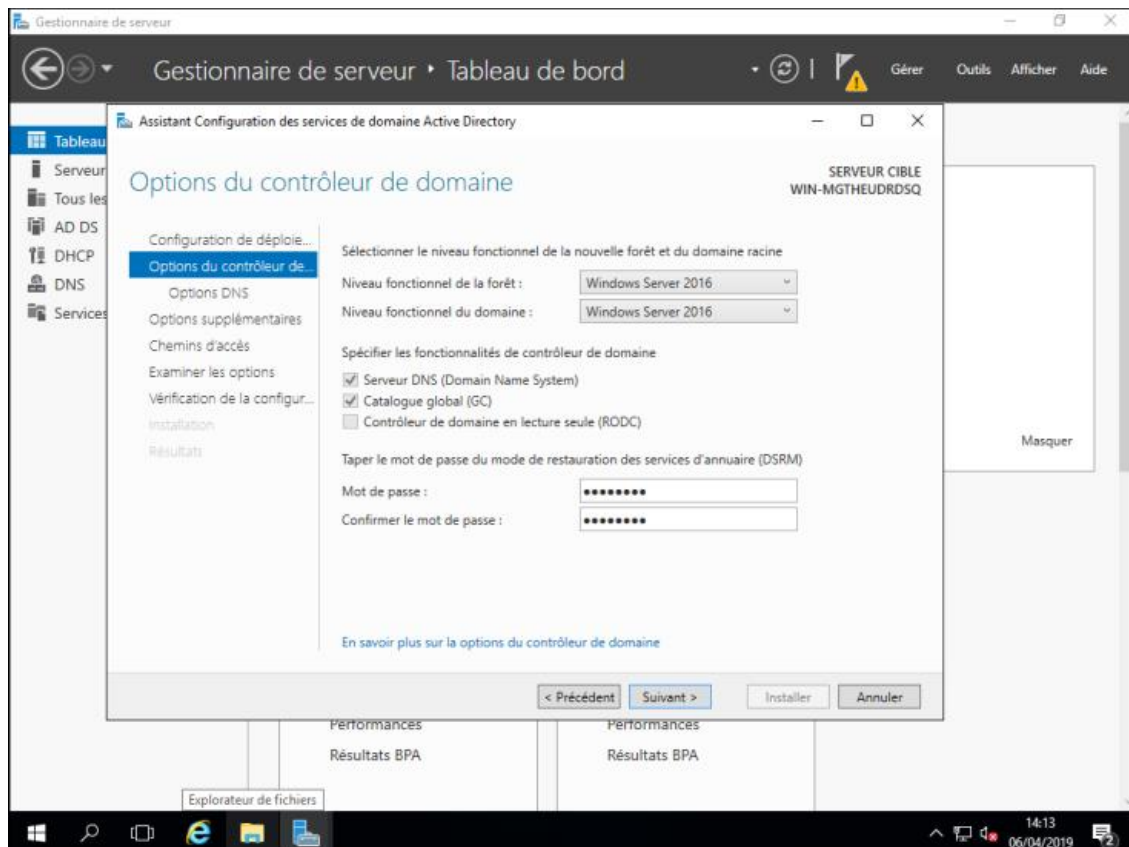 Gestionnaire de serveur
Gestionnaire de serveur ‣ Tableau de bord
Gérer Outils Afficher Aide
Assistant Configuration des services de domaine Active Directory
Tableau
Serveur
Tous les
AD DS
DHCP
DNS
Services
Options du contrôleur de domaine
SERVEUR CIBLE
WIN-MGTHEUDRDSQ
Configuration de déploie...
Options du contrôleur de...
Options DNS
Options supplémentaires
Chemins d'accès
Examiner les options
Vérification de la configur...
Installation
Résultats
Sélectionner le niveau fonctionnel de la nouvelle forêt et du domaine racine
Niveau fonctionnel de la forêt : Windows Server 2016
Niveau fonctionnel du domaine : Windows Server 2016
Spécifier les fonctionnalités de contrôleur de domaine
Serveur DNS (Domain Name System)
Catalogue global (GC)
Contrôleur de domaine en lecture seule (RODC)
Taper le mot de passe du mode de restauration des services d'annuaire (DSRM)
Mot de passe : ••••••••
Confirmer le mot de passe : ••••••••
En savoir plus sur la options du contrôleur de domaine
Masquer
< Précédent Suivant > Installer Annuler
Performances Performances
Résultats BPA Résultats BPA
Explorateur de fichiers
14:13
06/04/2019
2